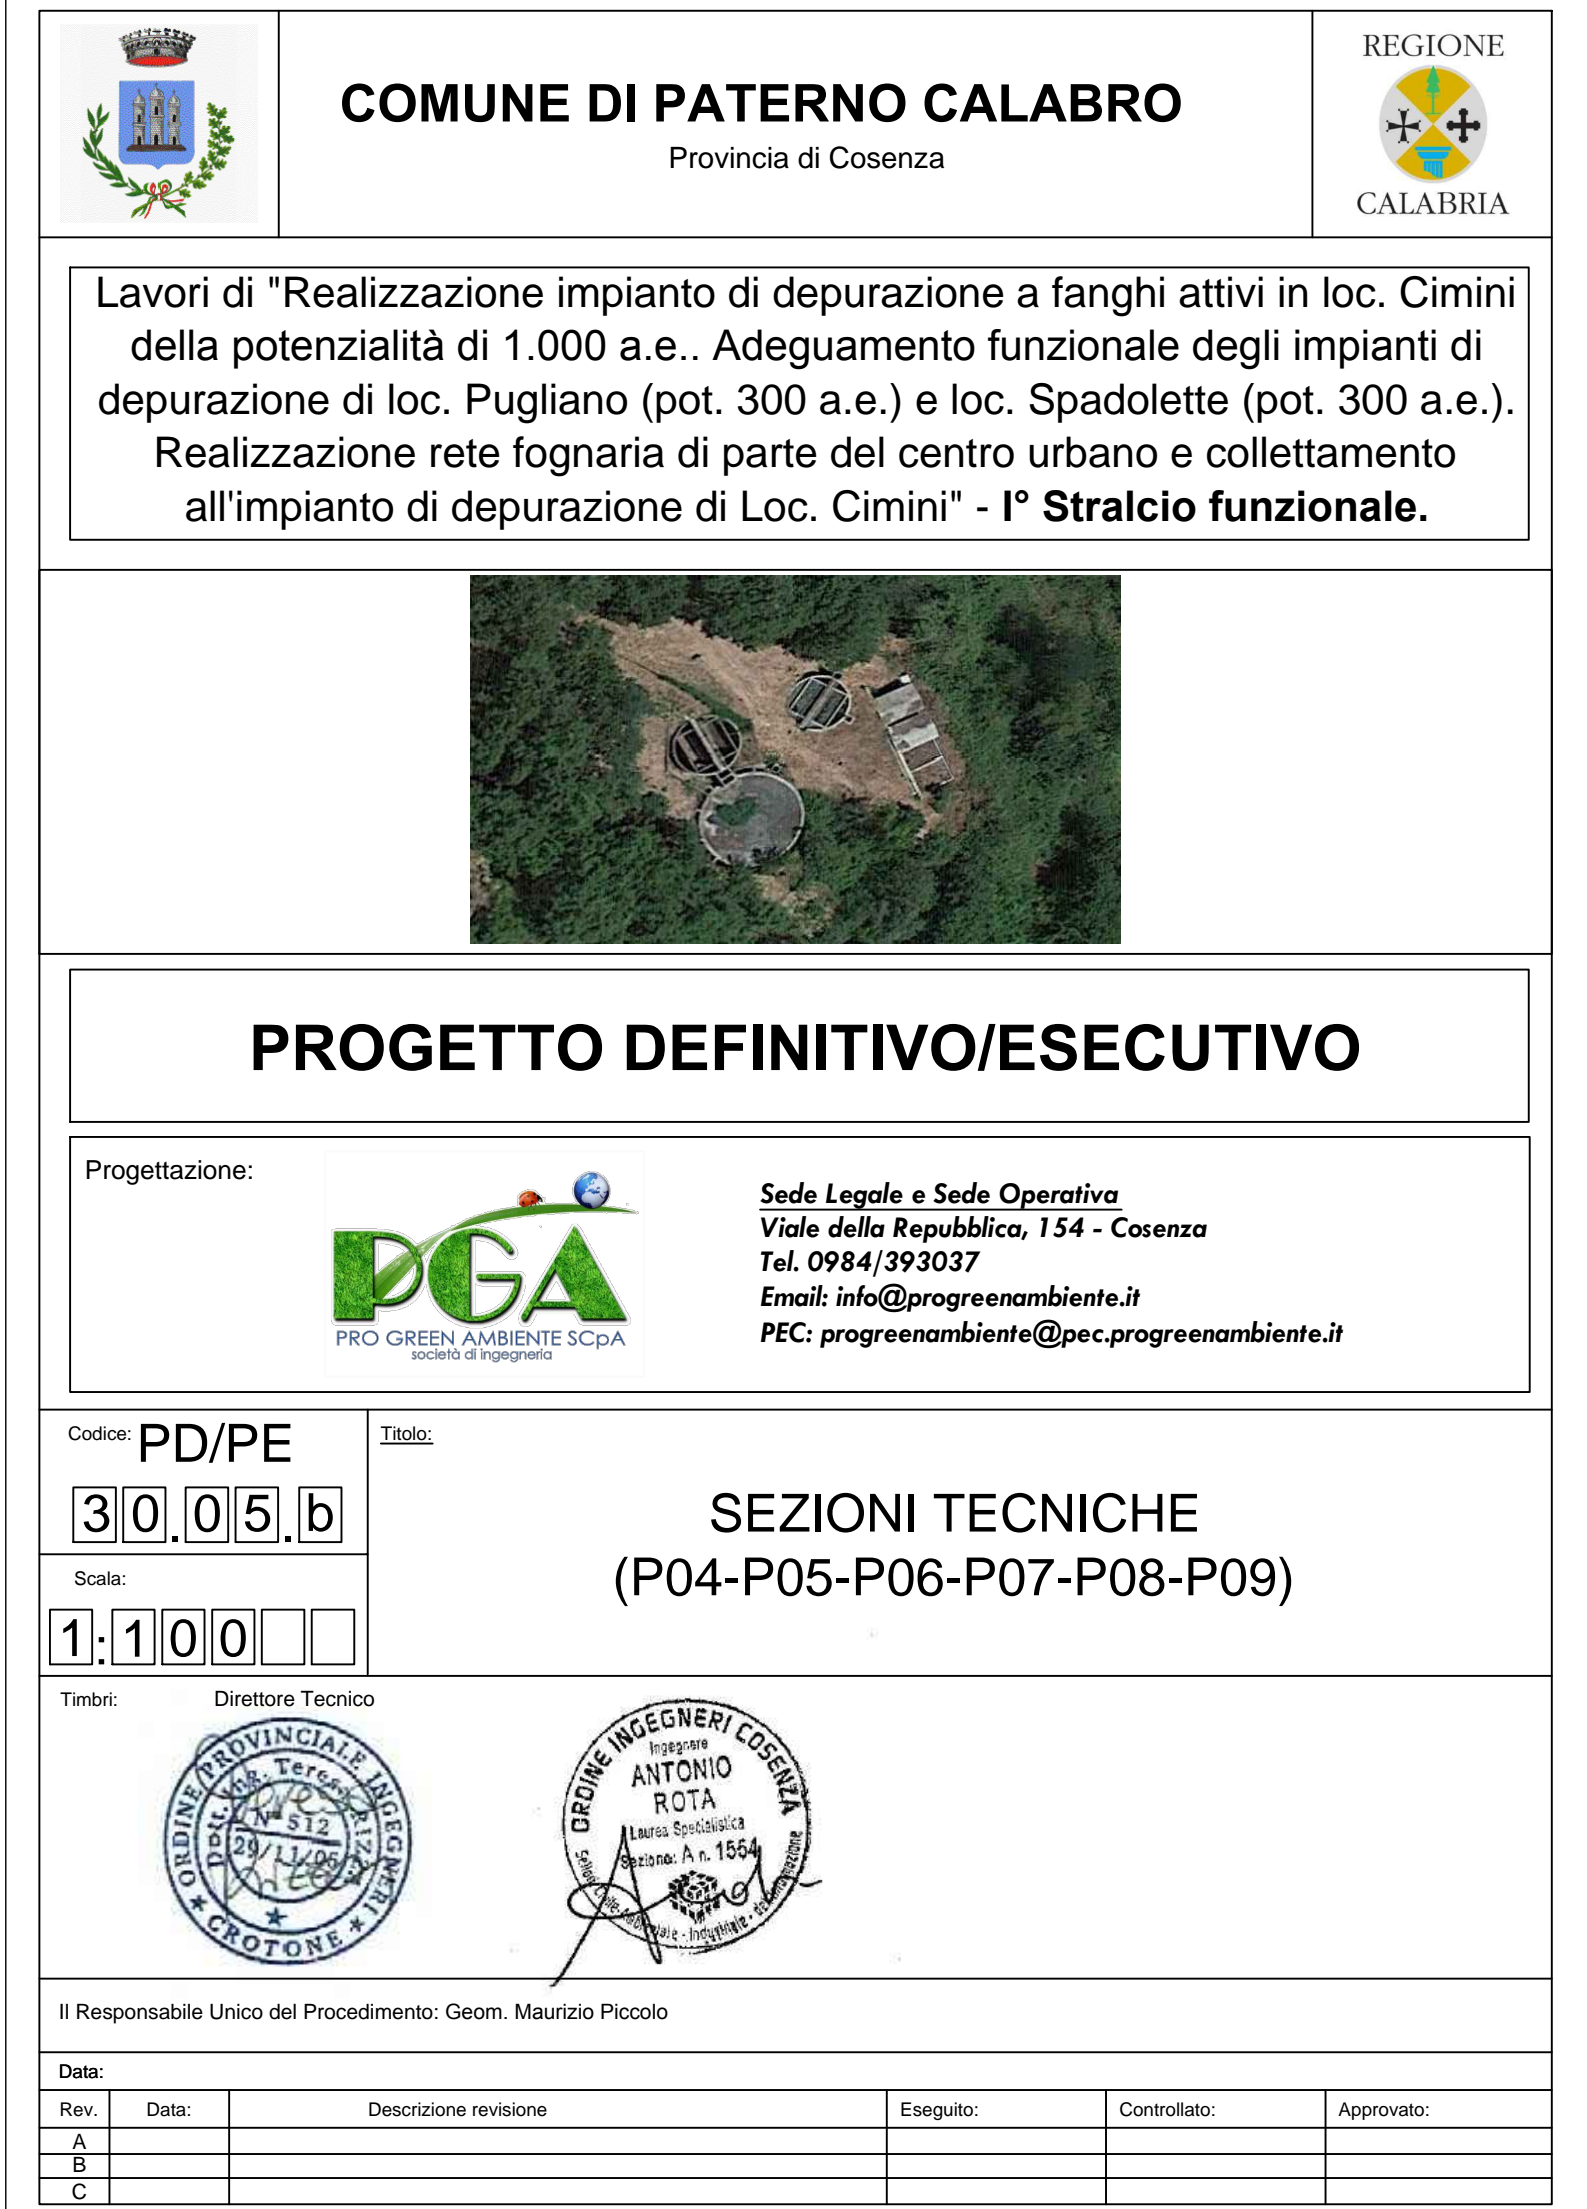 COMUNE DI PATERNO CALABRO
Provincia di Cosenza
REGIONE
CALABRIA
Lavori di "Realizzazione impianto di depurazione a fanghi attivi in loc. Cimini
della potenzialità di 1.000 a.e.. Adeguamento funzionale degli impianti di
depurazione di loc. Pugliano (pot. 300 a.e.) e loc. Spadolette (pot. 300 a.e.).
Realizzazione rete fognaria di parte del centro urbano e collettamento
all'impianto di depurazione di Loc. Cimini" - I° Stralcio funzionale.
PROGETTO DEFINITIVO/ESECUTIVO
Progettazione:
PGA
PRO GREEN AMBIENTE SCpA
società di ingegneria
Sede Legale e Sede Operativa
Viale della Repubblica, 154 - Cosenza
Tel. 0984/393037
Email: info@progreenambiente.it
PEC: progreenambiente@pec.progreenambiente.it
Codice: PD/PE
30.05.b
Scala:
1:100
Titolo:
SEZIONI TECNICHE
(P04-P05-P06-P07-P08-P09)
Timbri:
Direttore Tecnico
ORDINE PROVINCIALE INGEGNERI
CROTONE
Dott. Ing. Teresa
N° 512
29/11/05
ORDINE INGEGNERI COSENZA
Ingegnere
ANTONIO
ROTA
Laurea Specialistica
Sezione: A n. 1554
Il Responsabile Unico del Procedimento: Geom. Maurizio Piccolo
Data:
Rev. Data: Descrizione revisione Eseguito: Controllato: Approvato:
A
B
C